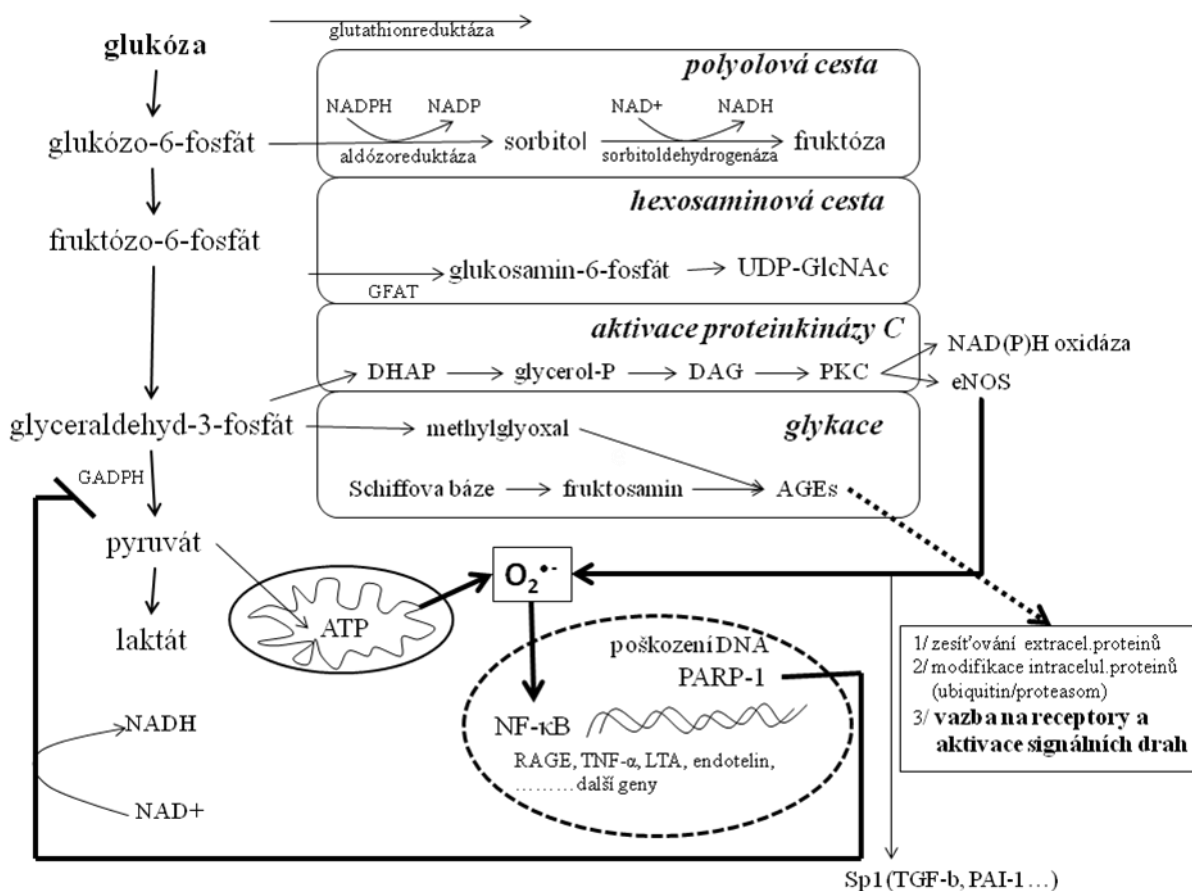 glutathionreduktáza
glukóza
polyolová cesta
NADPH NADP NAD+ NADH
glukózo-6-fosfát sorbitol fruktóza
aldózoreduktáza sorbitoldehydrogenáza
hexosaminová cesta
fruktózo-6-fosfát
glukosamin-6-fosfát UDP-GlcNAc
GFAT
aktivace proteinkinázy C
NAD(P)H oxidáza
DHAP glycerol-P DAG PKC
eNOS
glyceraldehyd-3-fosfát methylglyoxal glykace
GADPH
Schiffova báze fruktosamin AGEs
pyruvát
O₂•-
ATP
laktát
poškození DNA
PARP-1
1/ zesíťování extracel.proteinů
2/ modifikace intracelul.proteinů
(ubiquitin/proteasom)
3/ vazba na receptory a
aktivace signálních drah
NADH
NF-κB
RAGE, TNF-α, LTA, endotelin,
………další geny
NAD+
Sp1(TGF-b, PAI-1…)